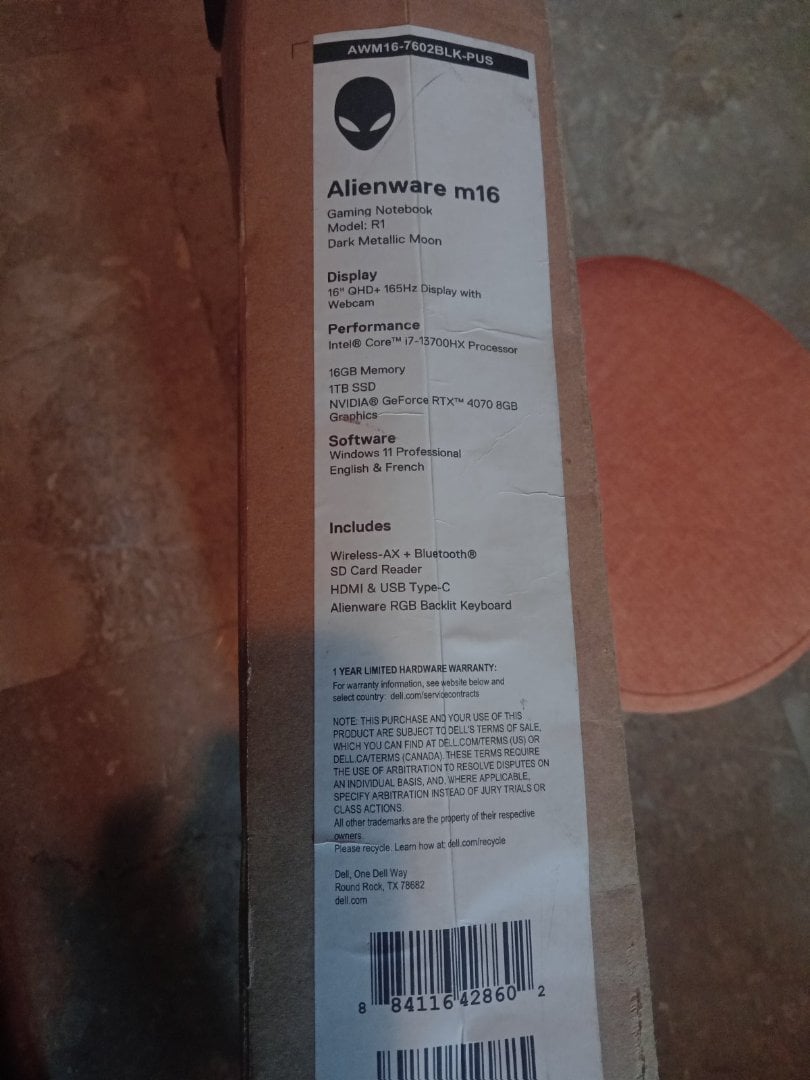 AWM16-7602BLK-PUS
Alienware m16
Gaming Notebook
Model: R1
Dark Metallic Moon
Display
16" QHD+ 165Hz Display with
Webcam
Performance
Intel® Core™ i7-13700HX Processor
16GB Memory
1TB SSD
NVIDIA® GeForce RTX™ 4070 8GB
Graphics
Software
Windows 11 Professional
English & French
Includes
Wireless-AX + Bluetooth®
SD Card Reader
HDMI & USB Type-C
Alienware RGB Backlit Keyboard
1 YEAR LIMITED HARDWARE WARRANTY:
For warranty information, see website below and
select country: dell.com/servicecontracts
NOTE: THIS PURCHASE AND YOUR USE OF THIS
PRODUCT ARE SUBJECT TO DELL'S TERMS OF SALE,
WHICH YOU CAN FIND AT DELL.COM/TERMS (US) OR
DELL.CA/TERMS (CANADA). THESE TERMS REQUIRE
THE USE OF ARBITRATION TO RESOLVE DISPUTES ON
AN INDIVIDUAL BASIS, AND, WHERE APPLICABLE,
SPECIFY ARBITRATION INSTEAD OF JURY TRIALS OR
CLASS ACTIONS.
All other trademarks are the property of their respective
owners.
Please recycle. Learn how at: dell.com/recycle
Dell, One Dell Way
Round Rock, TX 78682
dell.com
8 84116 42860 2